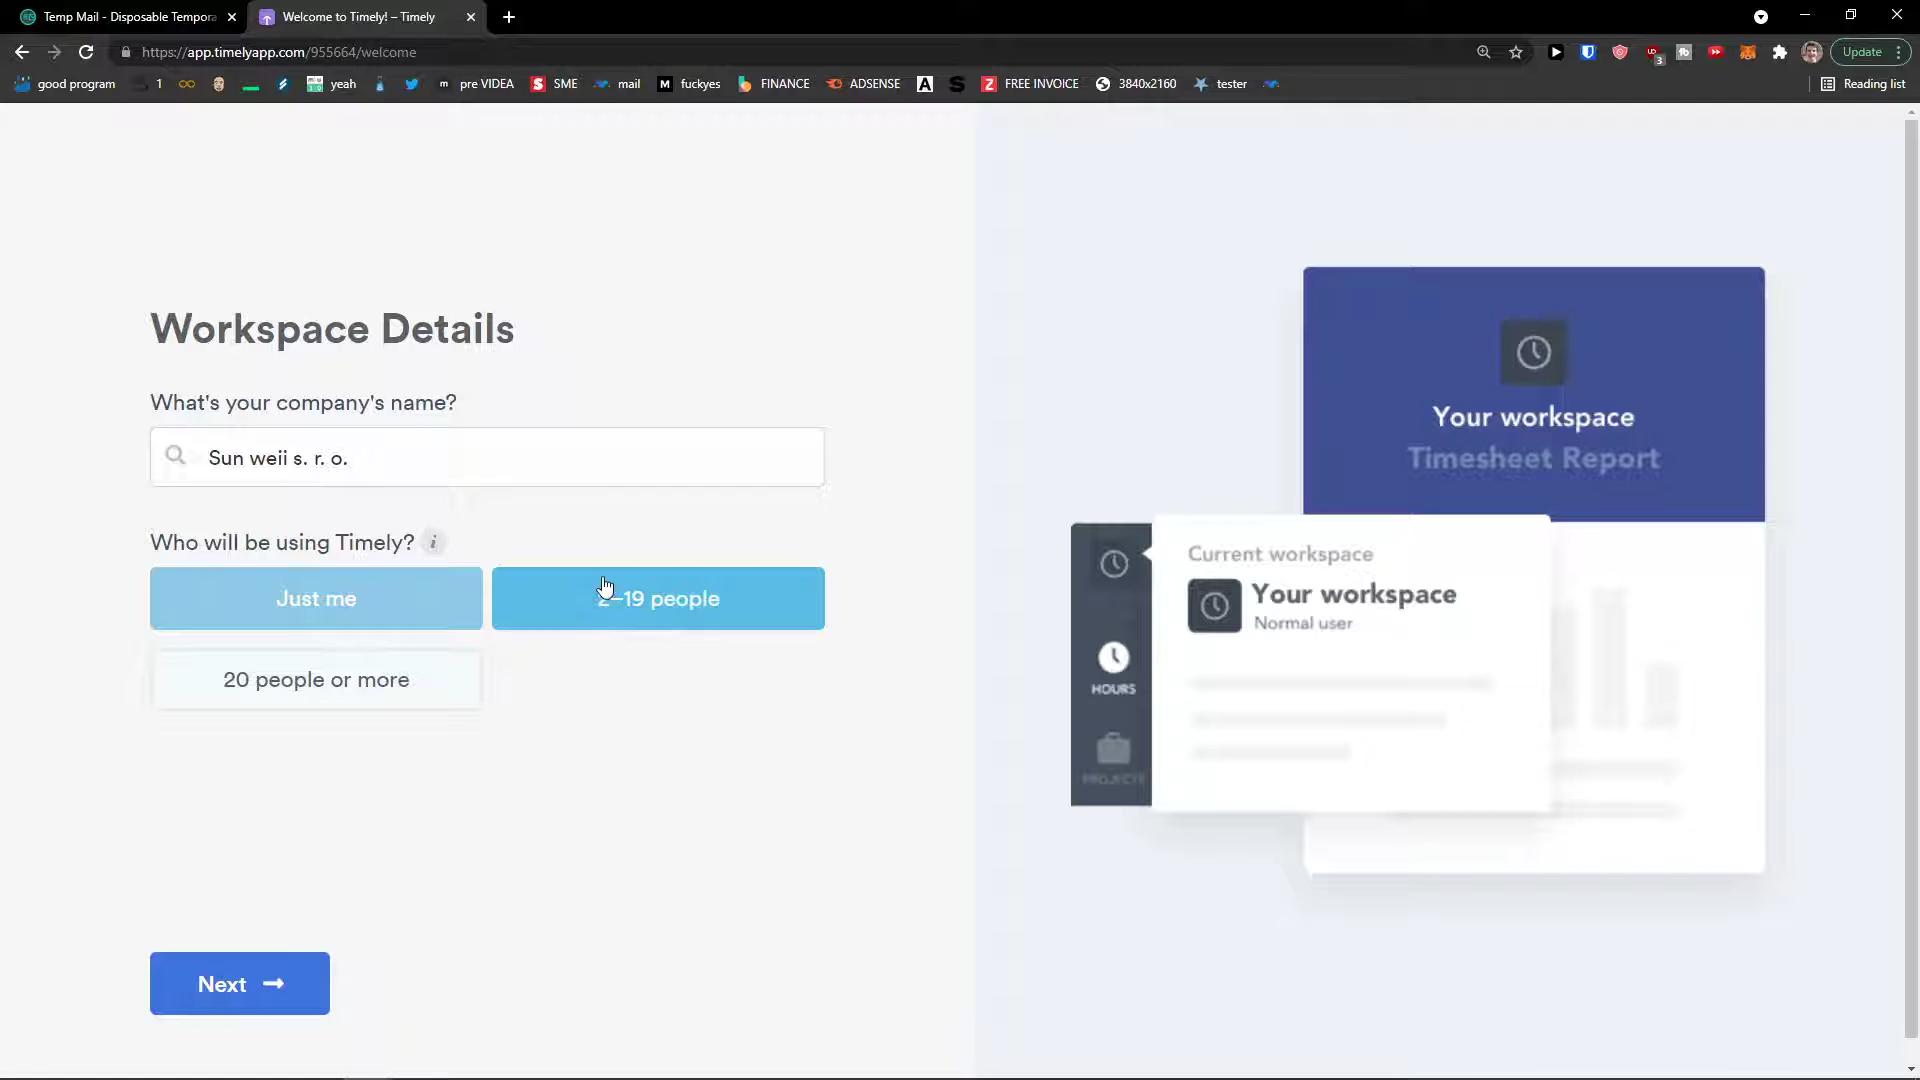 Temp Mail - Disposable Tempora
Welcome to Timely! – Timely
https://app.timelyapp.com/955664/welcome
Update
3
good program
1
yeah
m pre VIDEA
S SME
mail
M fuckyes
FINANCE
ADSENSE
A
S
Z FREE INVOICE
3840x2160
tester
Reading list
Workspace Details
What's your company's name?
Sun weii s. r. o.
Who will be using Timely? i
Just me
2–19 people
20 people or more
Next
Your workspace
Timesheet Report
Current workspace
Your workspace
Normal user
HOURS
PROJECTS